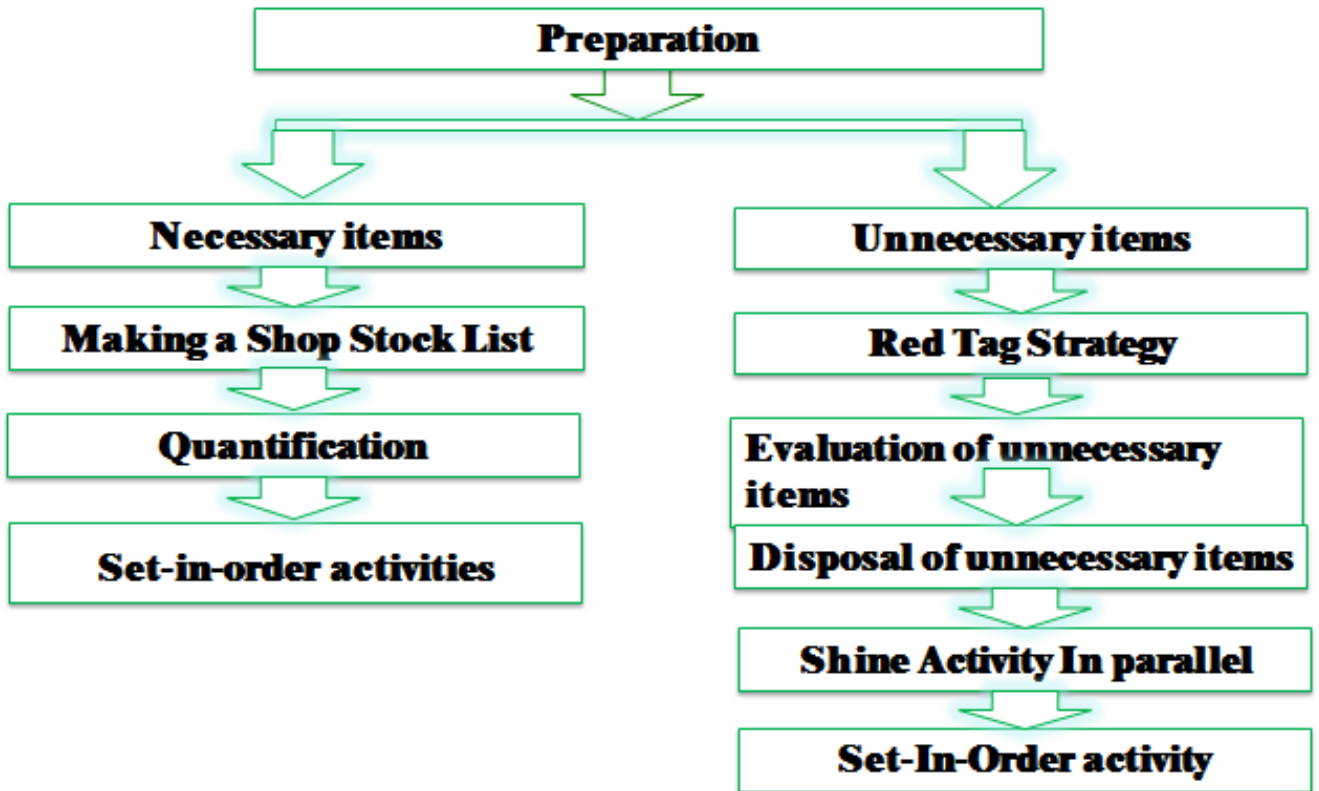 Preparation
Necessary items
Making a Shop Stock List
Quantification
Set-in-order activities
Unnecessary items
Red Tag Strategy
Evaluation of unnecessary
items
Disposal of unnecessary items
Shine Activity In parallel
Set-In-Order activity